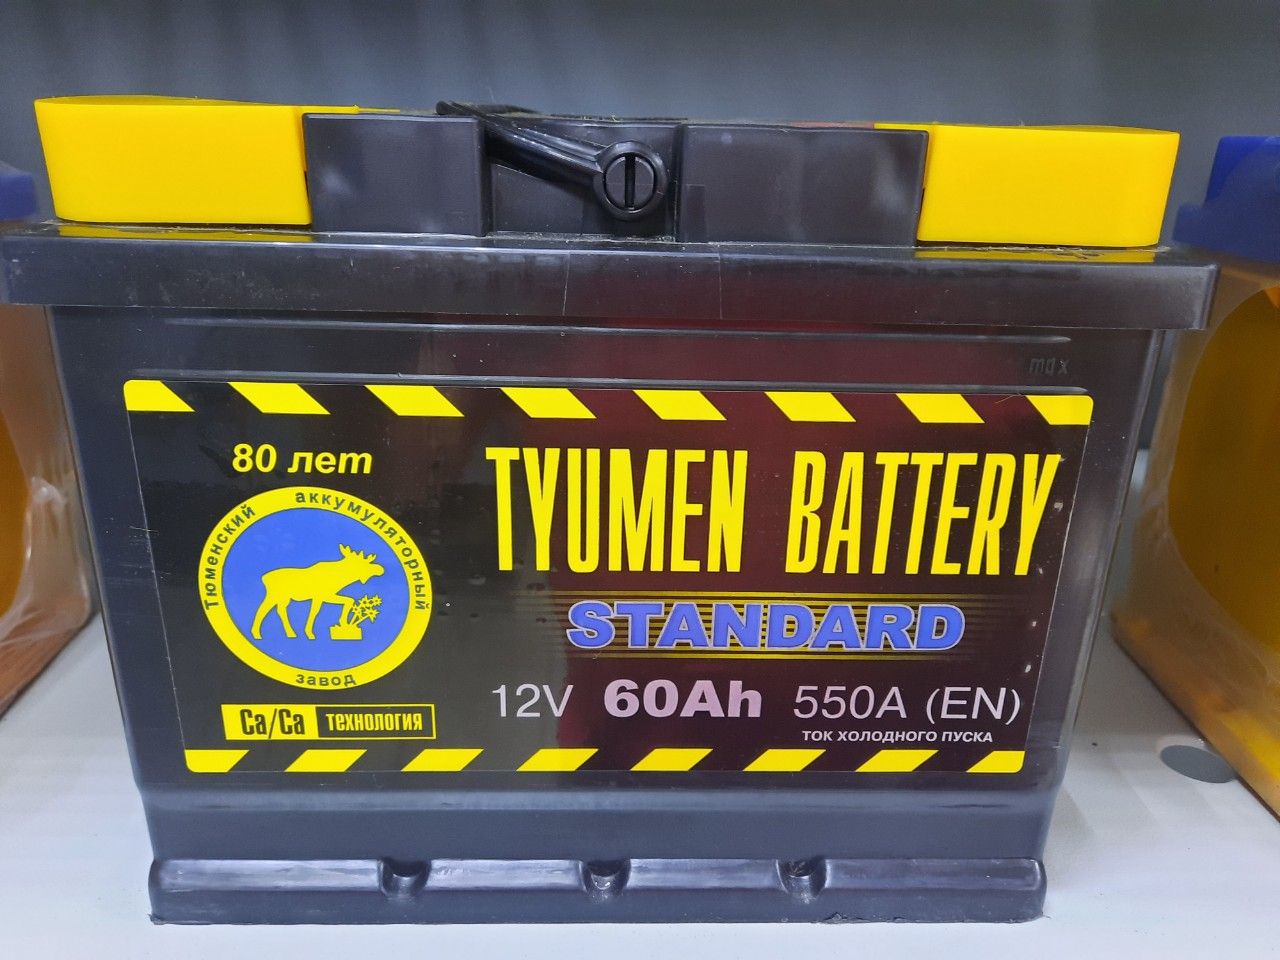 max
80 лет
TYUMEN BATTERY
Тюменский аккумуляторный
завод
STANDARD
12V 60Ah 550A (EN)
ТОК ХОЛОДНОГО ПУСКА
Ca/Ca ТЕХНОЛОГИЯ